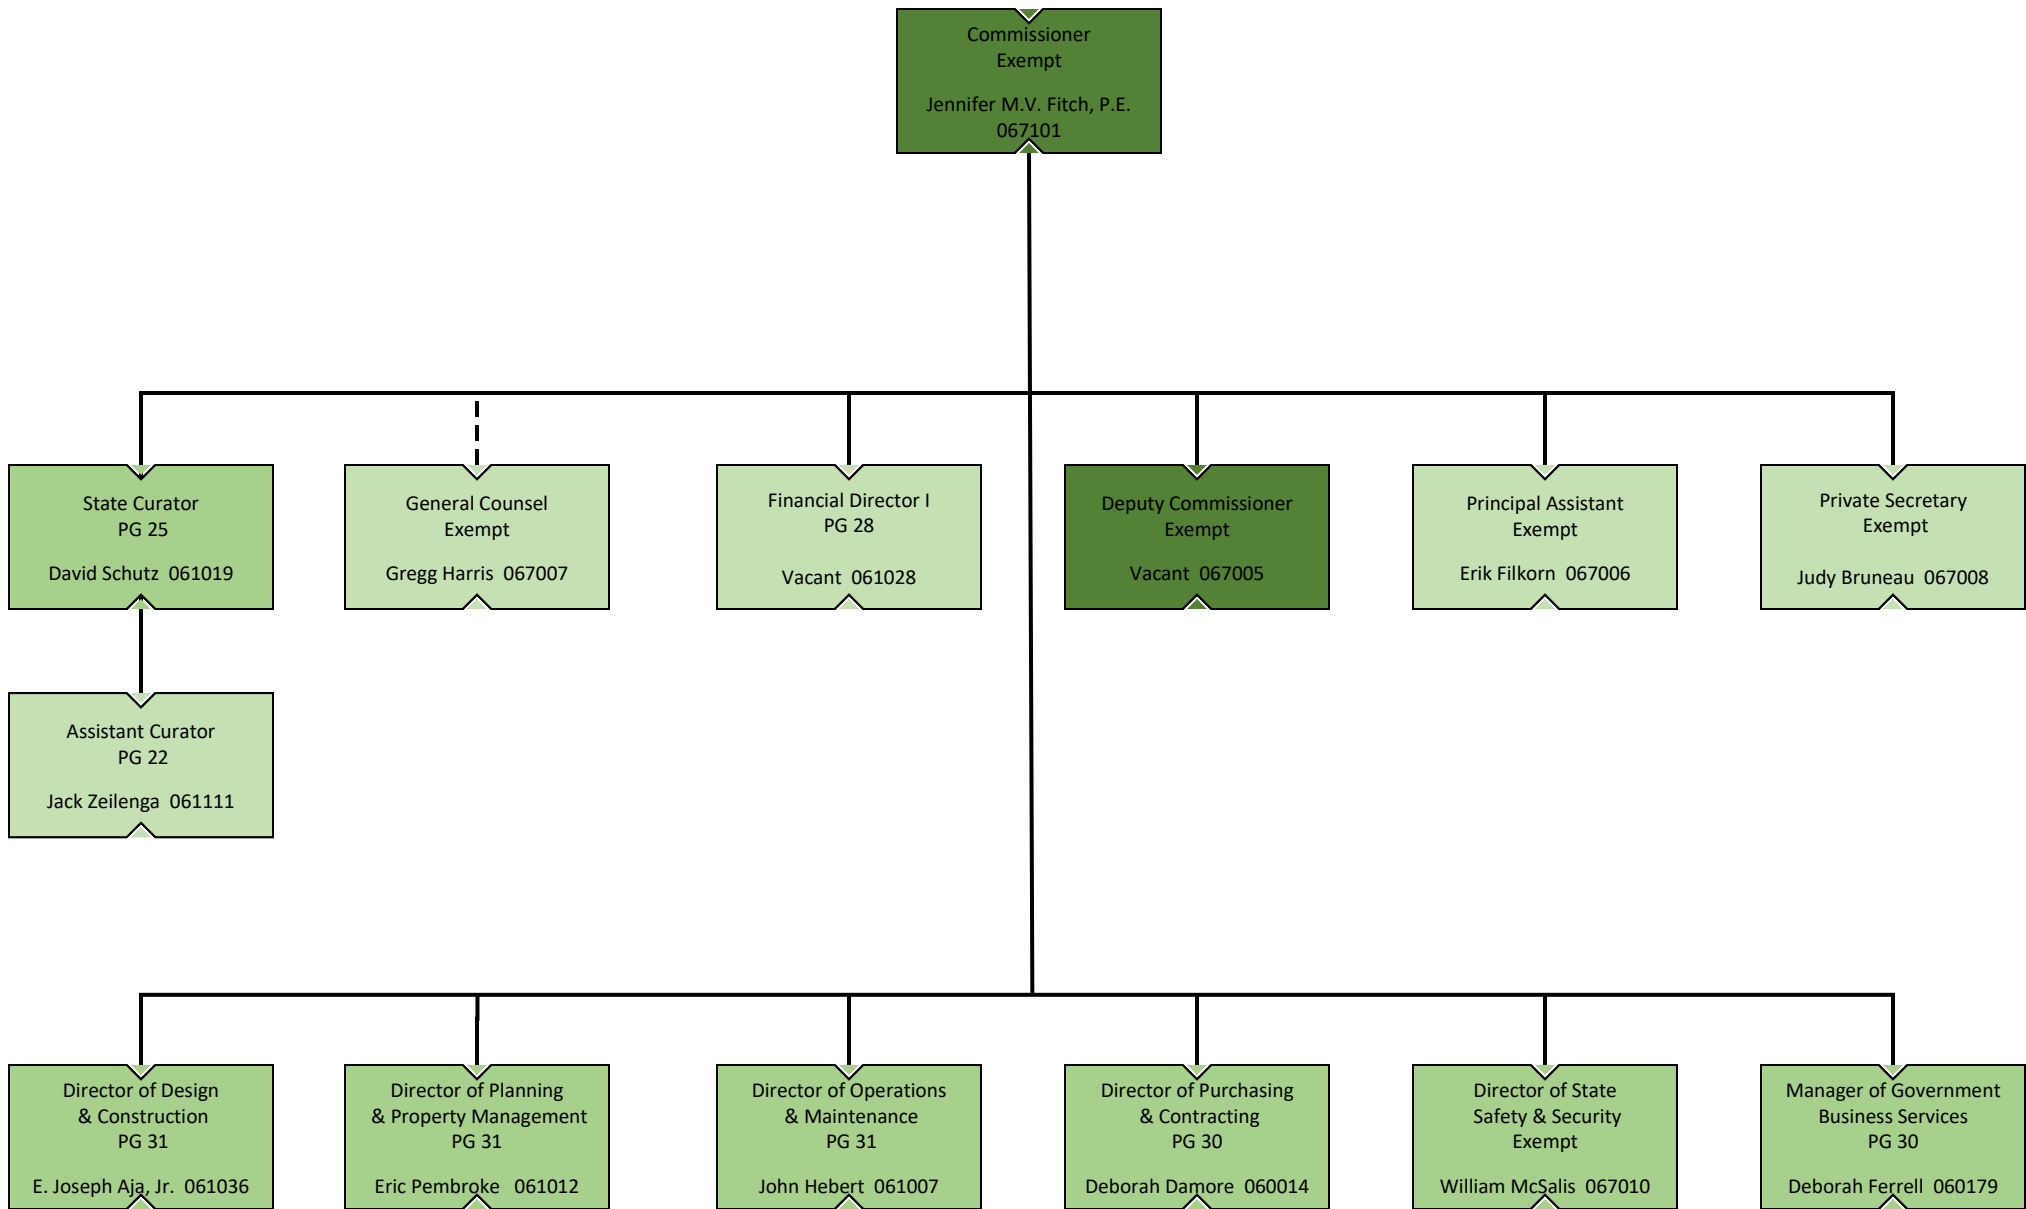 Commissioner
Exempt
Jennifer M.V. Fitch, P.E.
067101
State Curator
PG 25
David Schutz  061019
General Counsel
Exempt
Gregg Harris  067007
Financial Director I
PG 28
Vacant  061028
Deputy Commissioner
Exempt
Vacant  067005
Principal Assistant
Exempt
Erik Filkorn  067006
Private Secretary
Exempt
Judy Bruneau  067008
Assistant Curator
PG 22
Jack Zeilenga  061111
Director of Design
& Construction
PG 31
E. Joseph Aja, Jr.  061036
Director of Planning
& Property Management
PG 31
Eric Pembroke   061012
Director of Operations
& Maintenance
PG 31
John Hebert  061007
Director of Purchasing
& Contracting
PG 30
Deborah Damore  060014
Director of State
Safety & Security
Exempt
William McSalis  067010
Manager of Government
Business Services
PG 30
Deborah Ferrell  060179